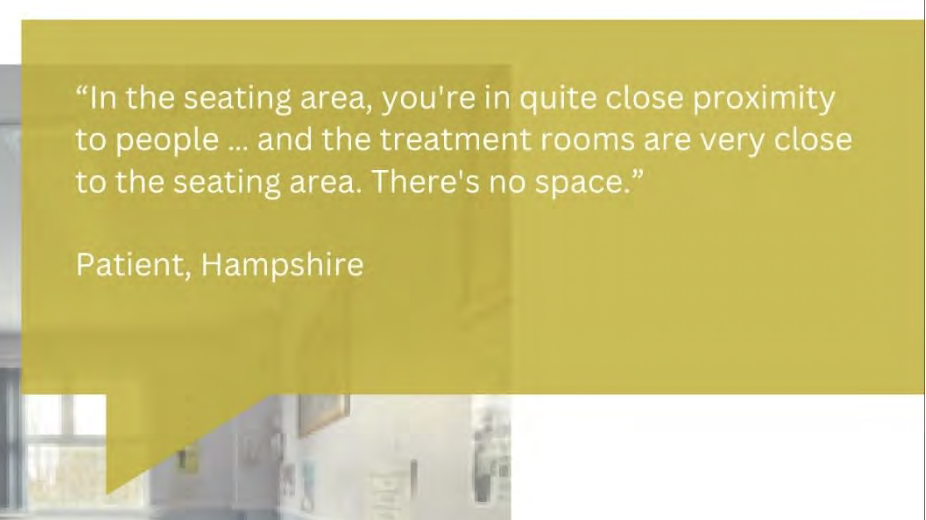 “In the seating area, you're in quite close proximity
to people ... and the treatment rooms are very close
to the seating area. There's no space.”
Patient, Hampshire